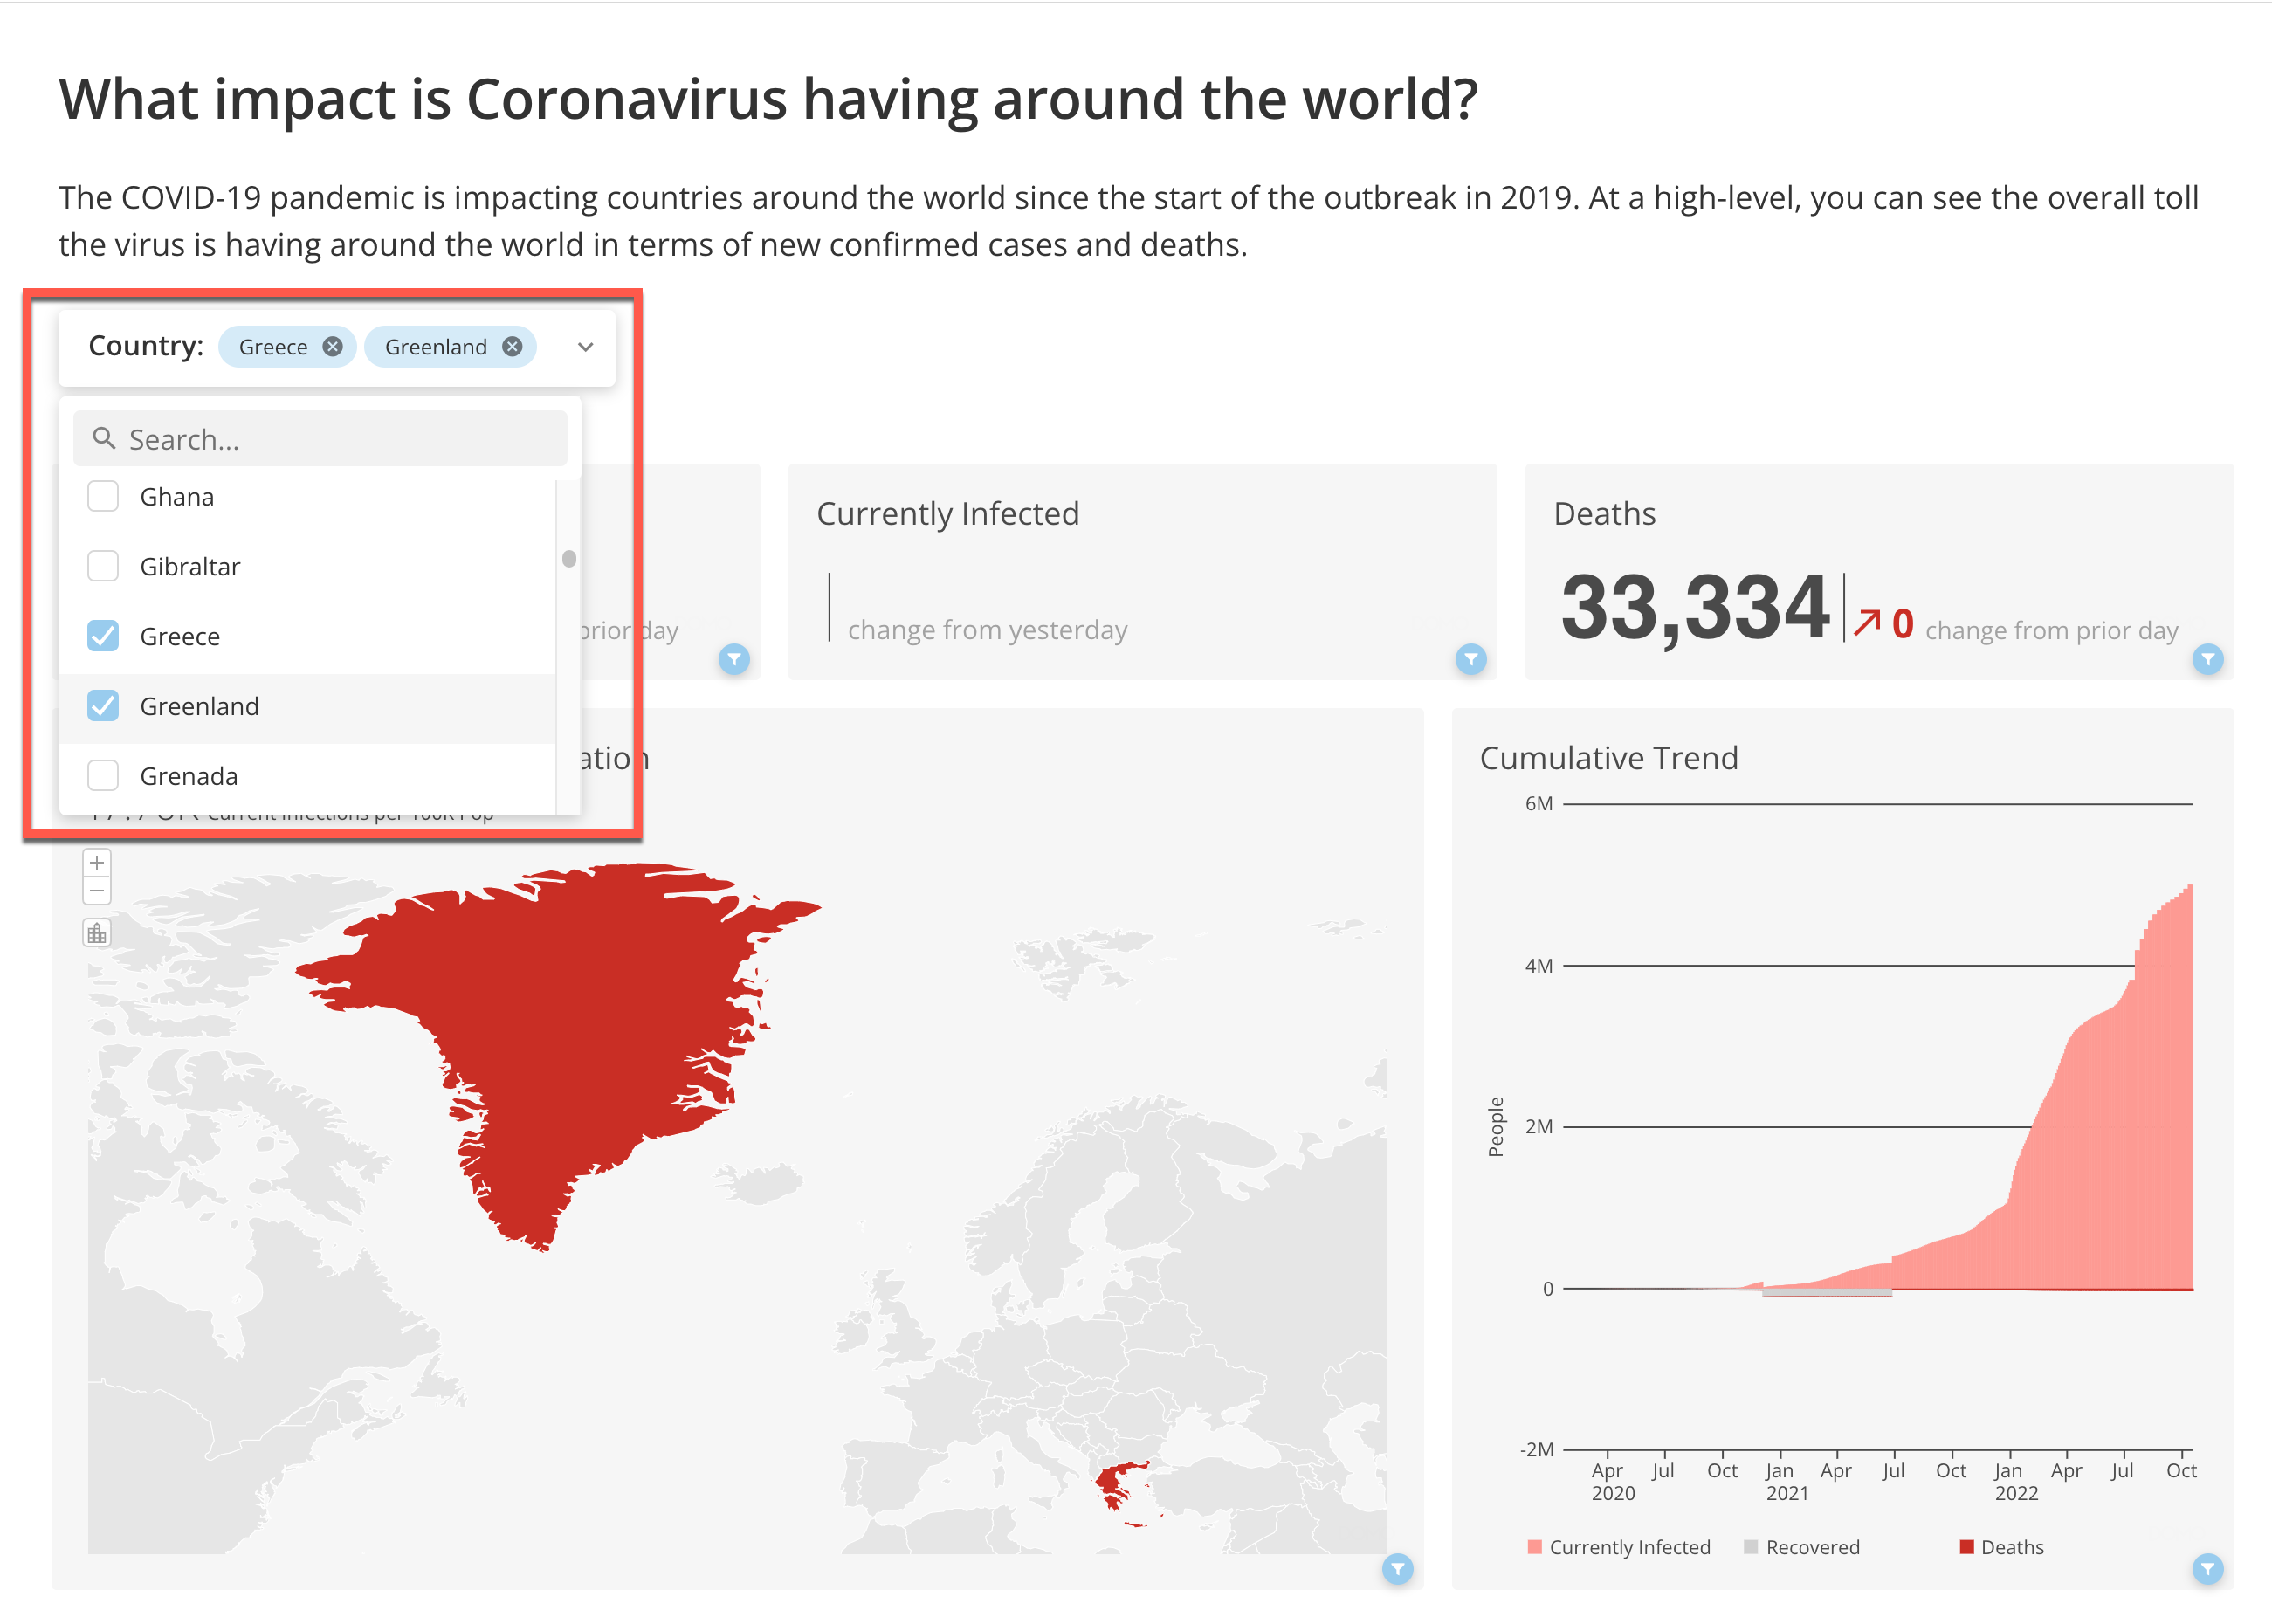 What impact is Coronavirus having around the world?
The COVID-19 pandemic is impacting countries around the world since the start of the outbreak in 2019. At a high-level, you can see the overall toll
the virus is having around the world in terms of new confirmed cases and deaths.
Country: Greece Greenland
Search...
Ghana
Gibraltar
Greece
Greenland
Grenada
prior day
Currently Infected
change from yesterday
Deaths
33,334 0 change from prior day
ation
Current Infections per 100K Pop
Cumulative Trend
6M
4M
2M
0
-2M
People
Apr Jul Oct Jan Apr Jul Oct Jan Apr Jul Oct
2020 2021 2022
Currently Infected Recovered Deaths